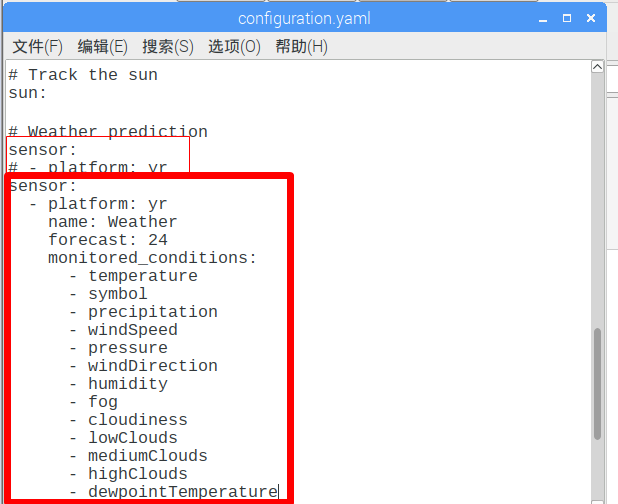 configuration.yaml
文件(F) 编辑(E) 搜索(S) 选项(O) 帮助(H)
# Track the sun
sun:
# Weather prediction
sensor:
# - platform: yr
sensor:
- platform: yr
name: Weather
forecast: 24
monitored_conditions:
- temperature
- symbol
- precipitation
- windSpeed
- pressure
- windDirection
- humidity
- fog
- cloudiness
- lowClouds
- mediumClouds
- highClouds
- dewpointTemperature